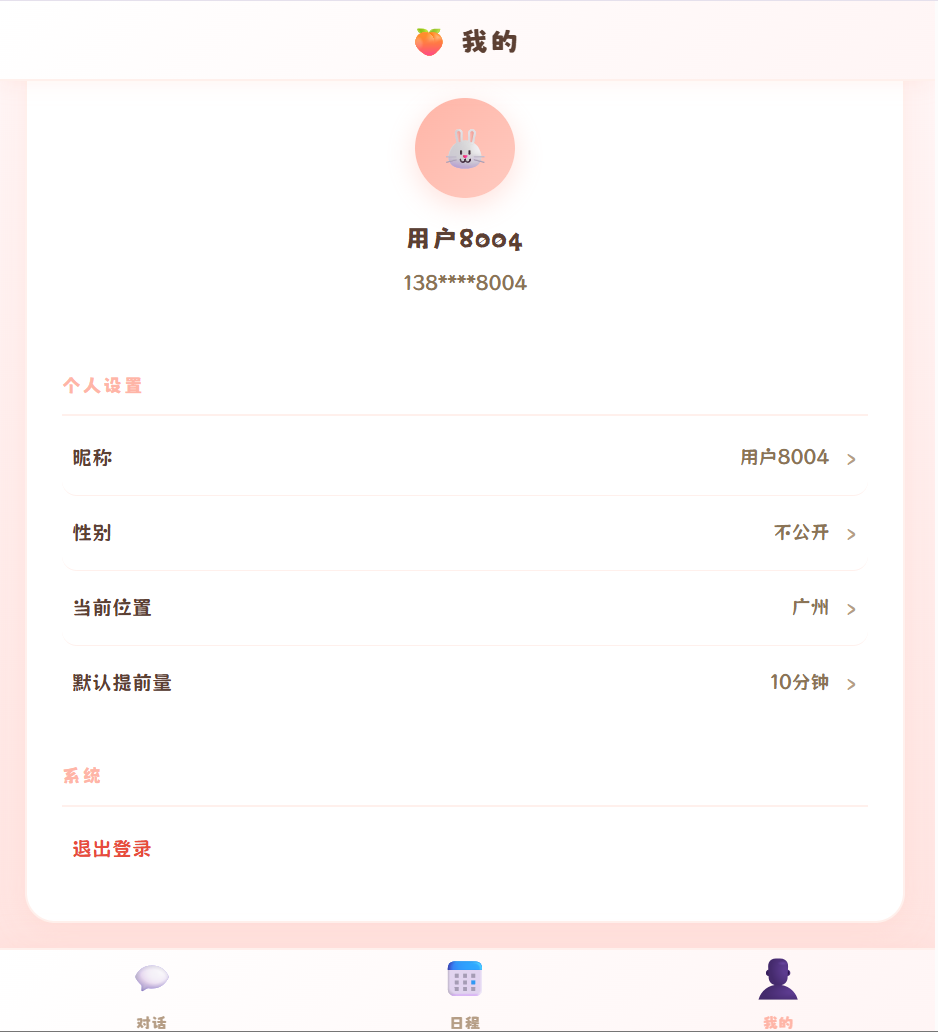 我的
用户8004
138****8004
个人设置
昵称 用户8004 >
性别 不公开 >
当前位置 广州 >
默认提前量 10分钟 >
系统
退出登录
对话 日程 我的